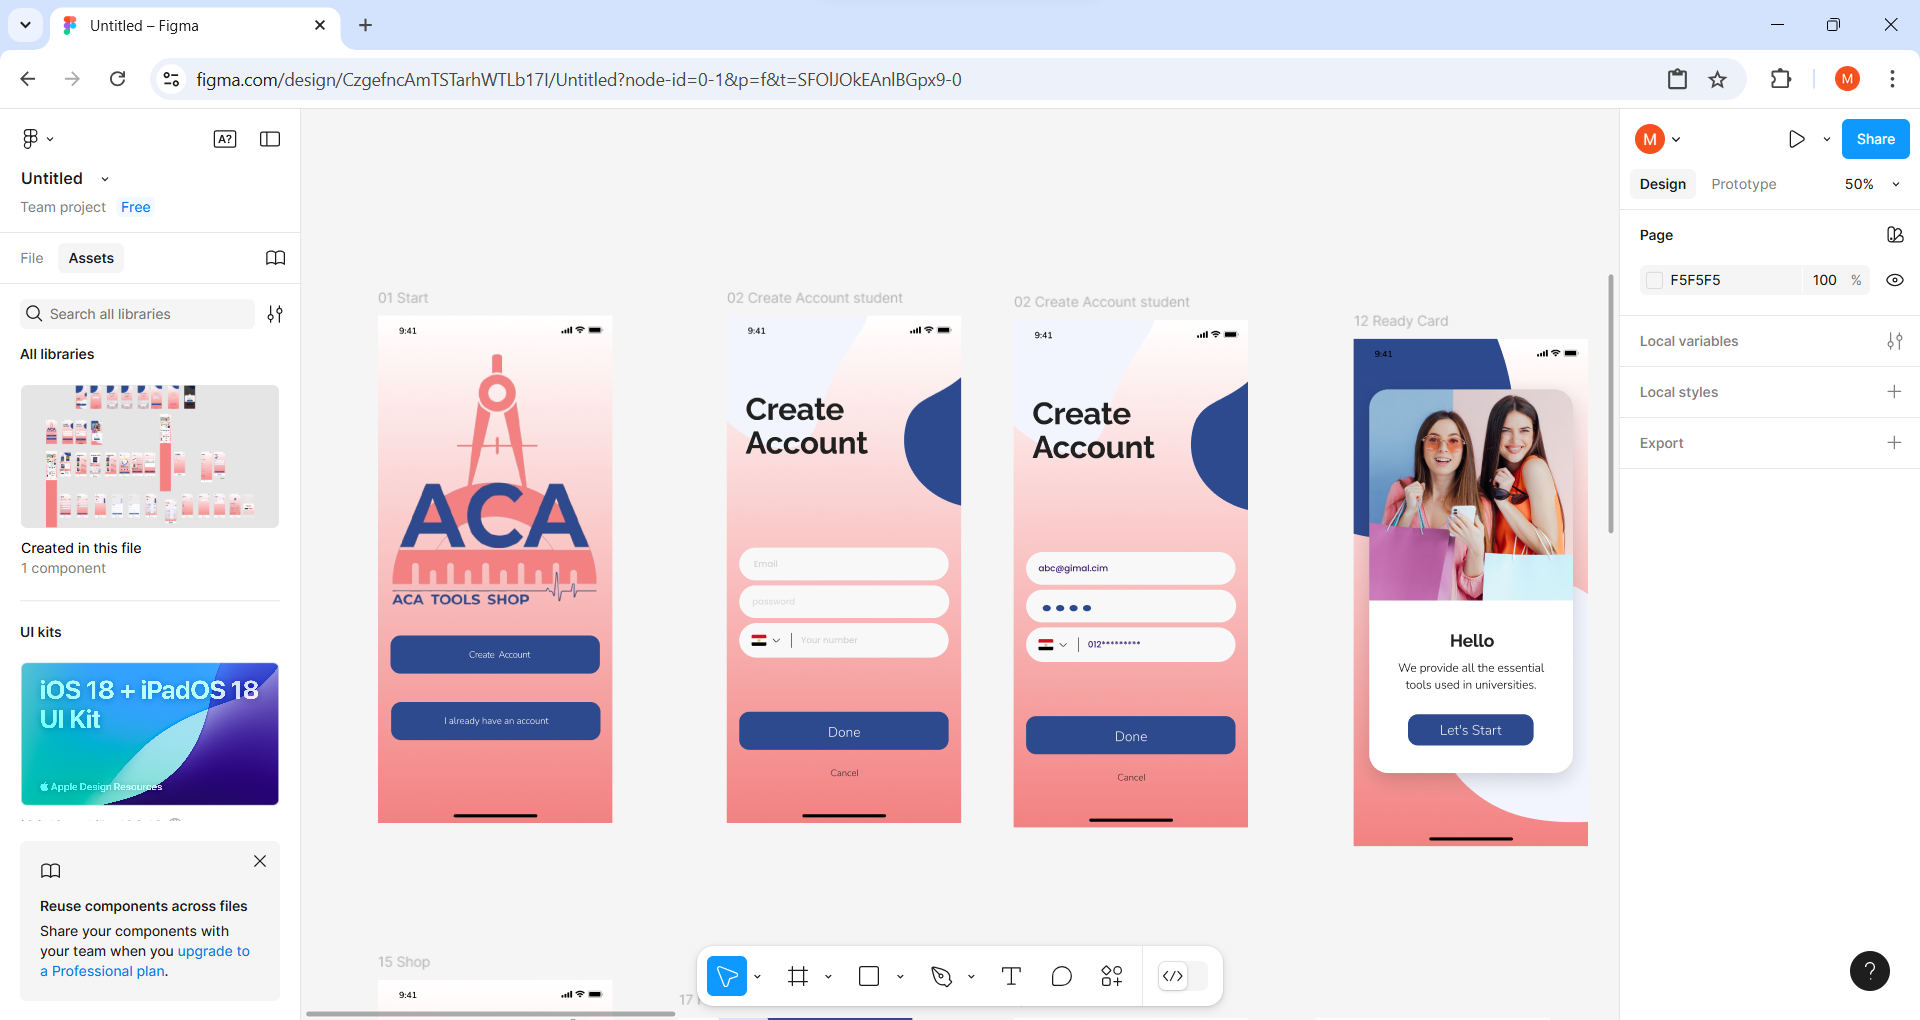 Untitled – Figma
figma.com/design/CzgefncAmTSTarhWTLb17I/Untitled?node-id=0-1&p=f&t=SFOlJOkEAnlBGpx9-0
M
A?
Untitled
Team project Free
File Assets
Search all libraries
All libraries
Created in this file
1 component
UI kits
iOS 18 + iPadOS 18
UI Kit
Apple Design Resources
Reuse components across files
Share your components with
your team when you upgrade to
a Professional plan.
01 Start
9:41
ACA
ACA TOOLS SHOP
Create Account
I already have an account
02 Create Account student
9:41
Create
Account
Email
password
Your number
Done
Cancel
02 Create Account student
9:41
Create
Account
abc@gimal.cim
012*********
Done
Cancel
12 Ready Card
9:41
Hello
We provide all the essential
tools used in universities.
Let's Start
15 Shop
9:41
17
M
Share
Design Prototype 50%
Page
F5F5F5 100 %
Local variables
Local styles
Export
?